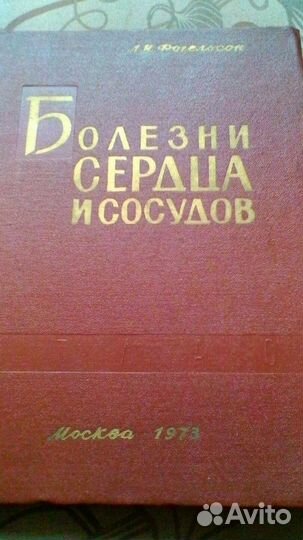 Л И Фогельсон
БОЛЕЗНИ
СЕРДЦА
И СОСУДОВ
Москва 1973
Avito